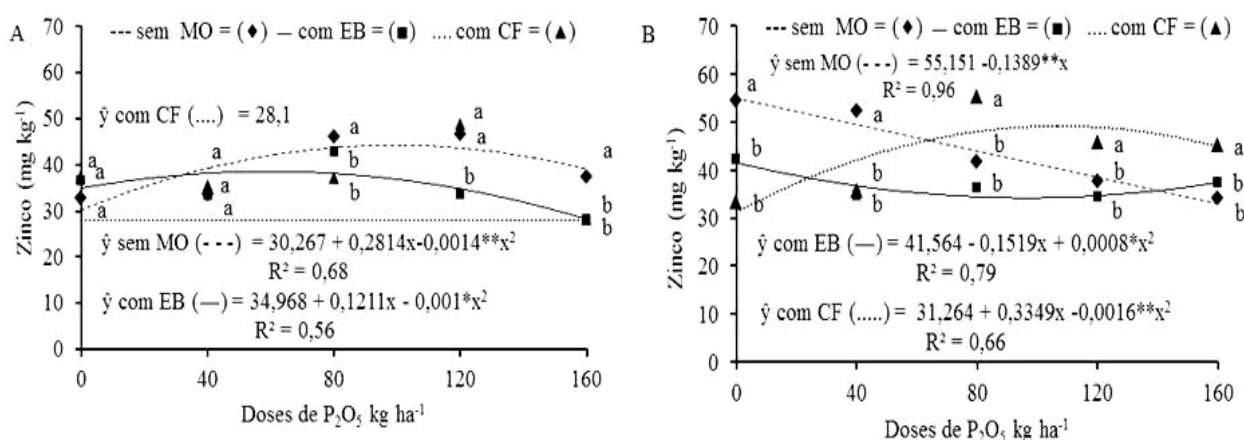 A
--- sem MO = (♦) — com EB = (■) .... com CF = (▲)
70
60
50
40
30
20
10
0
Zinco (mg kg⁻¹)
ŷ com CF (....) = 28,1
a
a
a
a
a
b
b
a
a
b
a
b
b
ŷ sem MO (- - -) = 30,267 + 0,2814x-0,0014**x²
R² = 0,68
ŷ com EB (—) = 34,968 + 0,1211x - 0,001*x²
R² = 0,56
0 40 80 120 160
Doses de P₂O₅ kg ha⁻¹
B
--- sem MO = (♦) — com EB = (■) .... com CF = (▲)
ŷ sem MO (- - -) = 55,151 -0,1389**x
R² = 0,96
70
60
50
40
30
20
10
0
Zinco (mg kg⁻¹)
a
b
b
a
b
a
b
b
a
b
b
a
a
b
ŷ com EB (—) = 41,564 - 0,1519x + 0,0008*x²
R² = 0,79
ŷ com CF (.....) = 31,264 + 0,3349x -0,0016**x²
R² = 0,66
0 40 80 120 160
Doses de P₂O₅ kg ha⁻¹